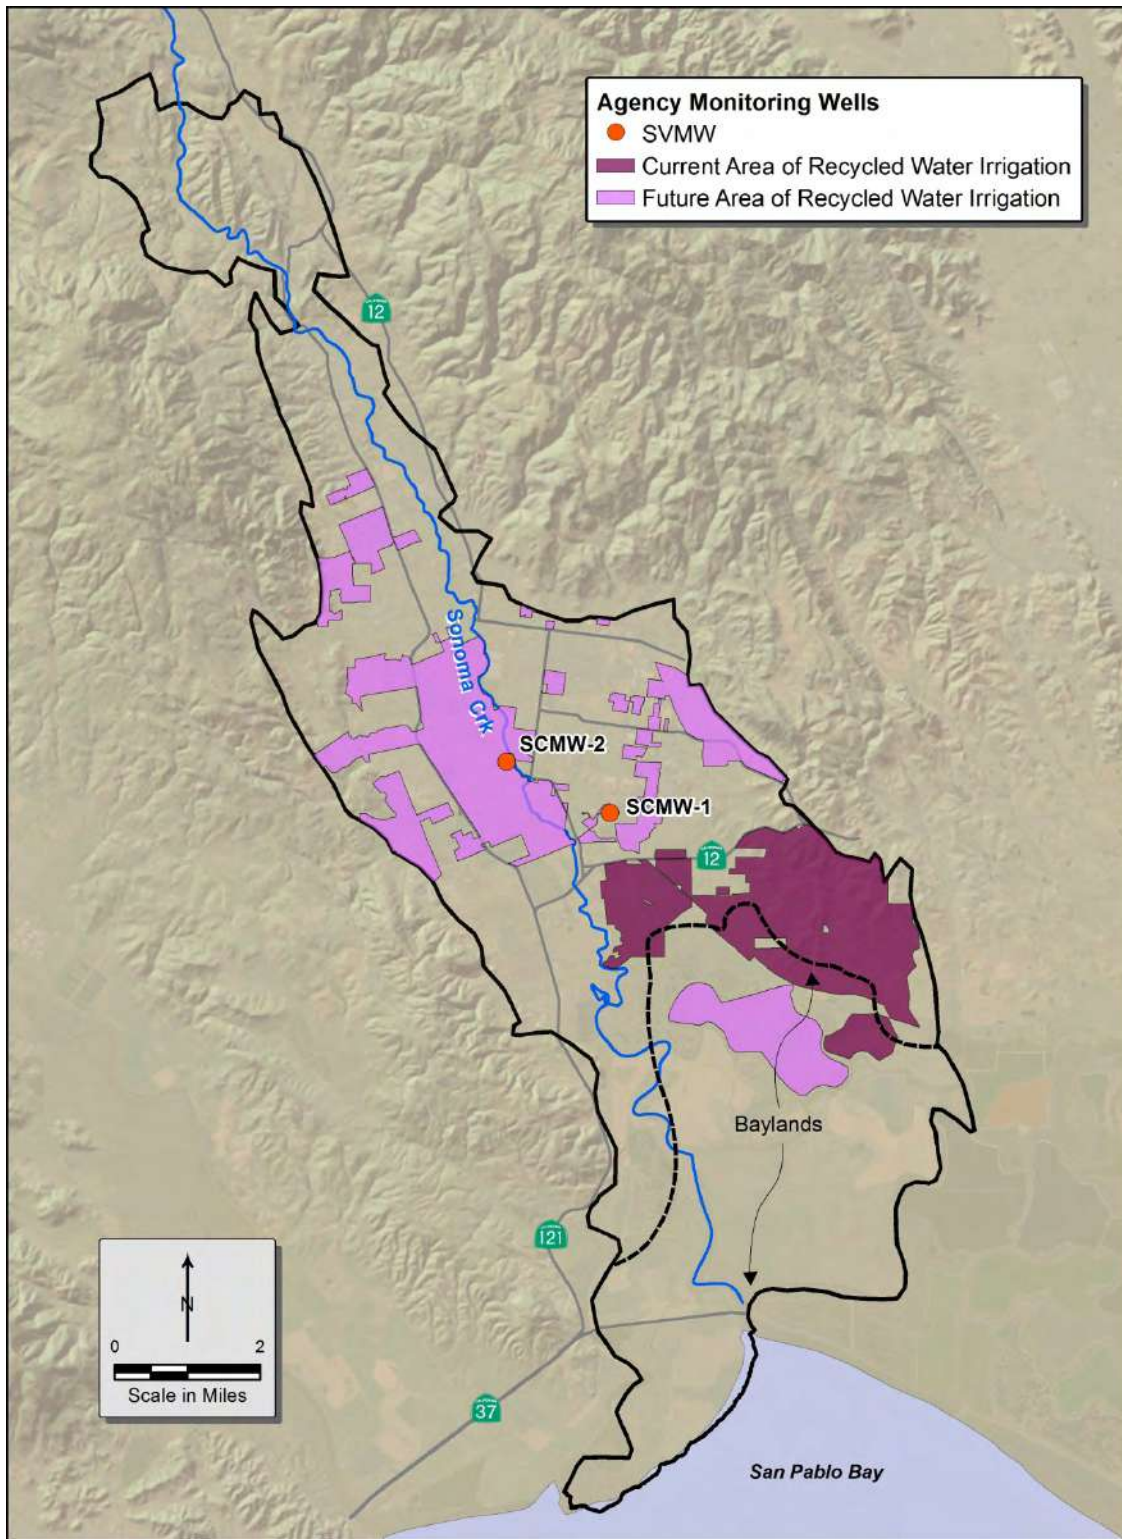 Agency Monitoring Wells
SVMW
Current Area of Recycled Water Irrigation
Future Area of Recycled Water Irrigation
12
Sonoma Crk
SCMW-2
SCMW-1
12
Baylands
121
N
0 2
Scale in Miles
37
San Pablo Bay